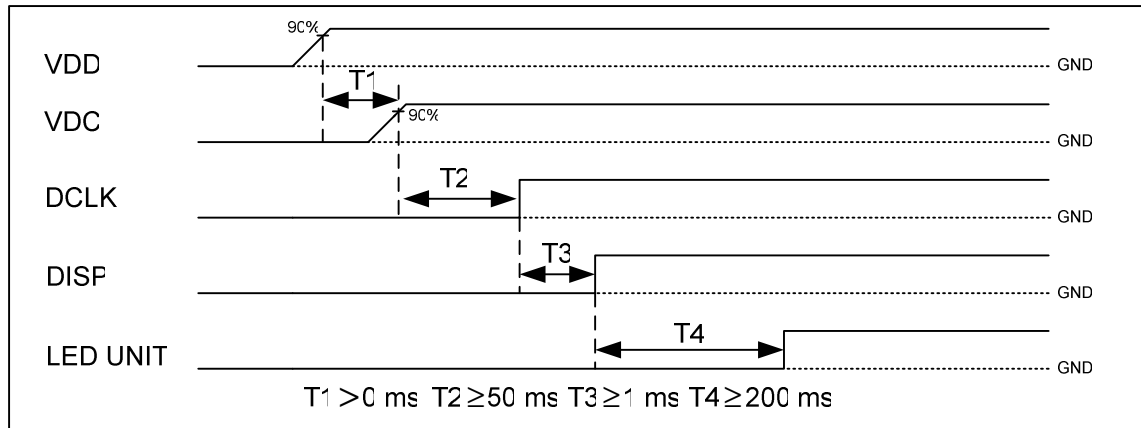 90%
VDD
GND
T1
VDC
90%
GND
T2
DCLK
GND
T3
DISP
GND
T4
LED UNIT
GND
T1>0 ms T2≥50 ms T3≥1 ms T4≥200 ms